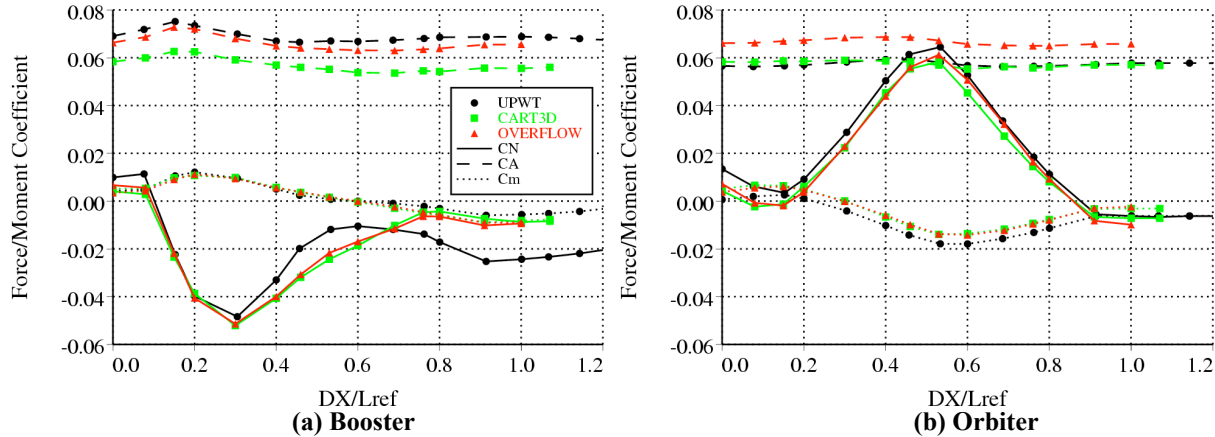 0.08
0.06
0.04
0.02
0.00
-0.02
-0.04
-0.06
Force/Moment Coefficient
UPWT
CART3D
OVERFLOW
CN
CA
Cm
0.0 0.2 0.4 0.6 0.8 1.0 1.2
DX/Lref
(a) Booster
0.08
0.06
0.04
0.02
0.00
-0.02
-0.04
-0.06
Force/Moment Coefficient
0.0 0.2 0.4 0.6 0.8 1.0 1.2
DX/Lref
(b) Orbiter